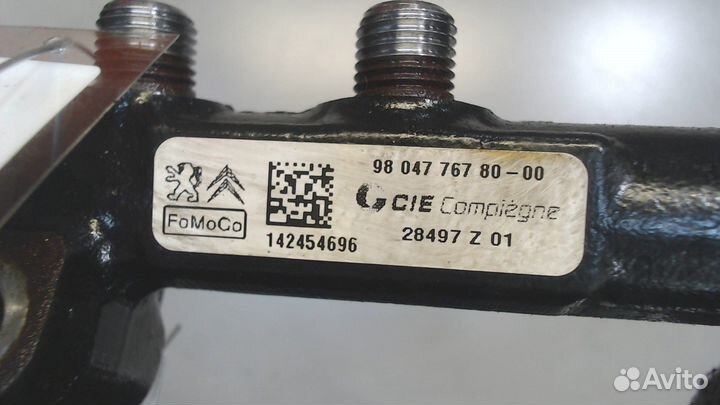 98 047 767 80-00
FoMoCo
CIE Compiègne
142454696
28497 Z 01
Avito